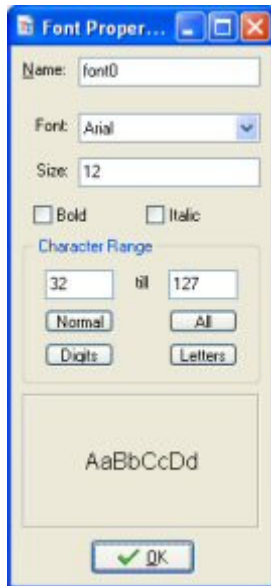 Font Proper...
Name: font0
Font: Arial
Size: 12
Bold Italic
Character Range
32 till 127
Normal All
Digits Letters
AaBbCcDd
OK